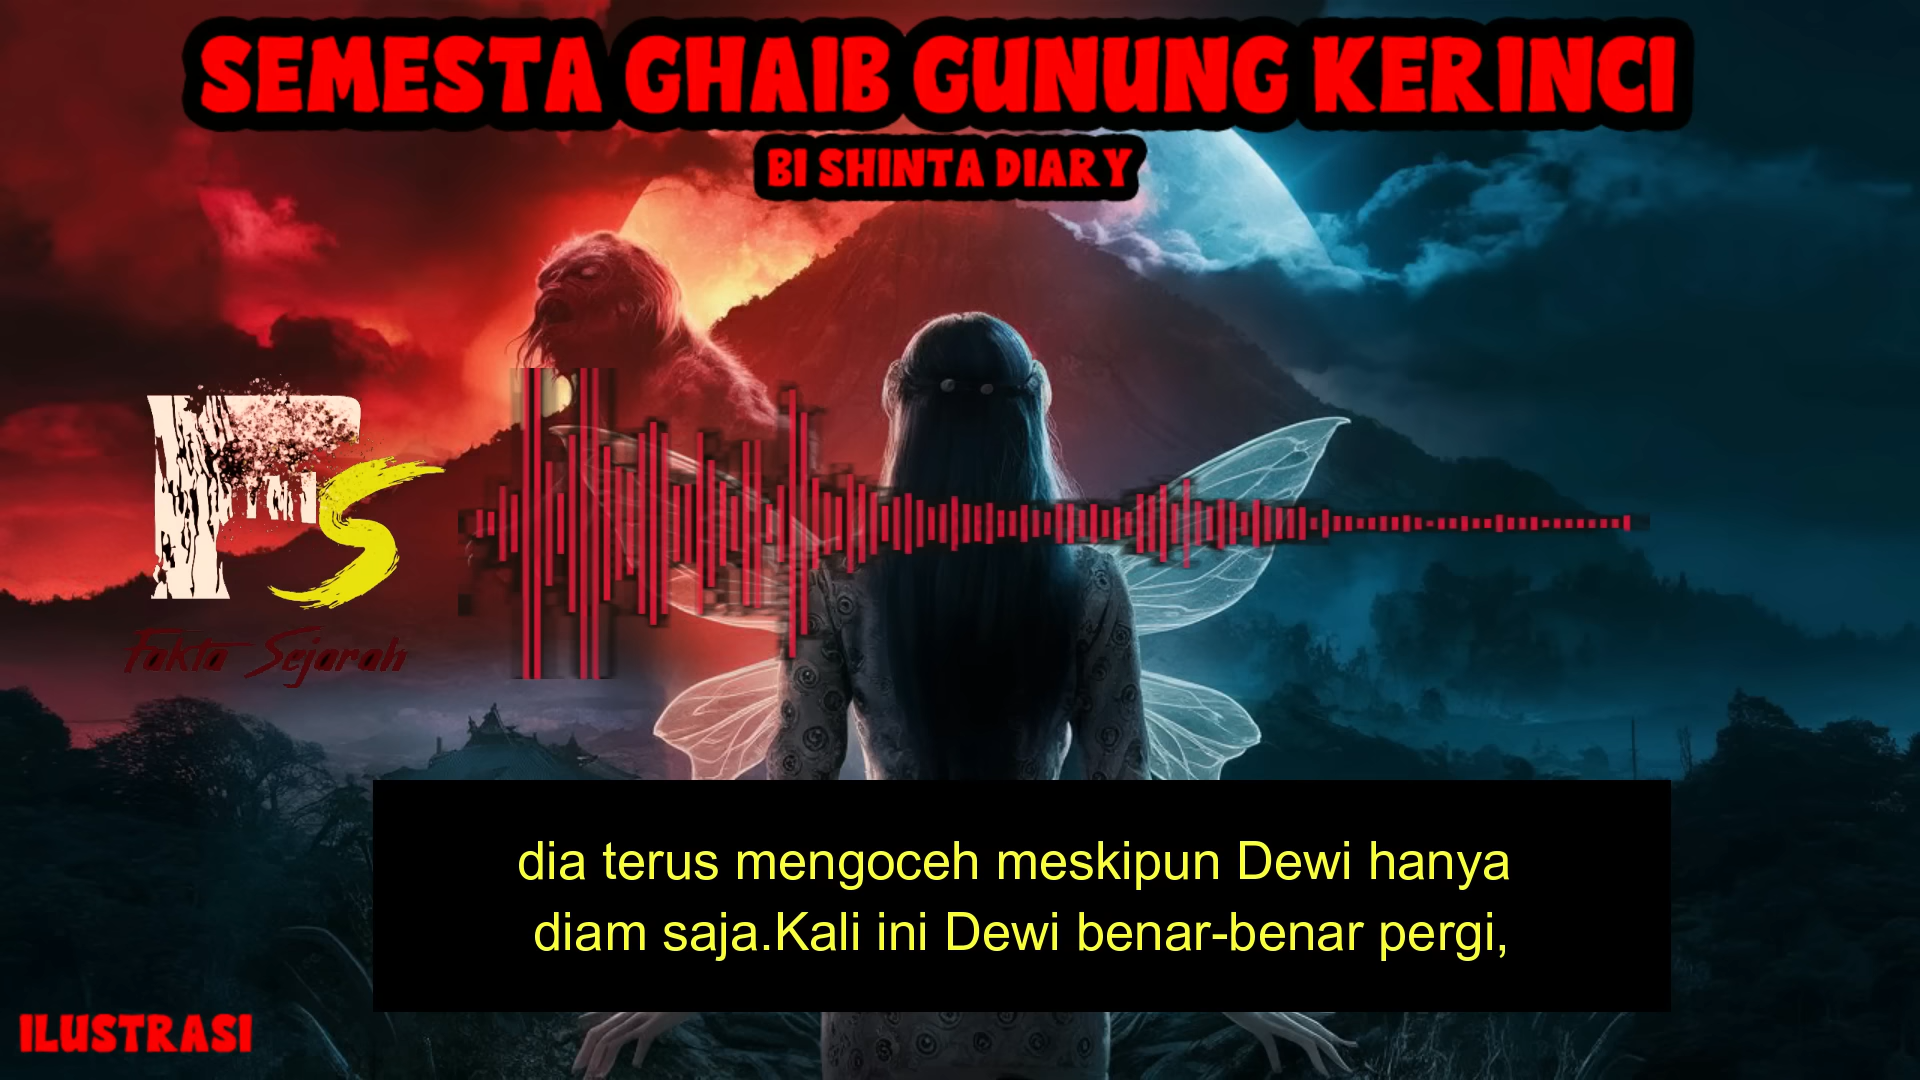 SEMESTA GHAIB GUNUNG KERINCI
BI SHINTA DIARY
FS
Fakta Sejarah
dia terus mengoceh meskipun Dewi hanya
diam saja.Kali ini Dewi benar-benar pergi,
ILUSTRASI